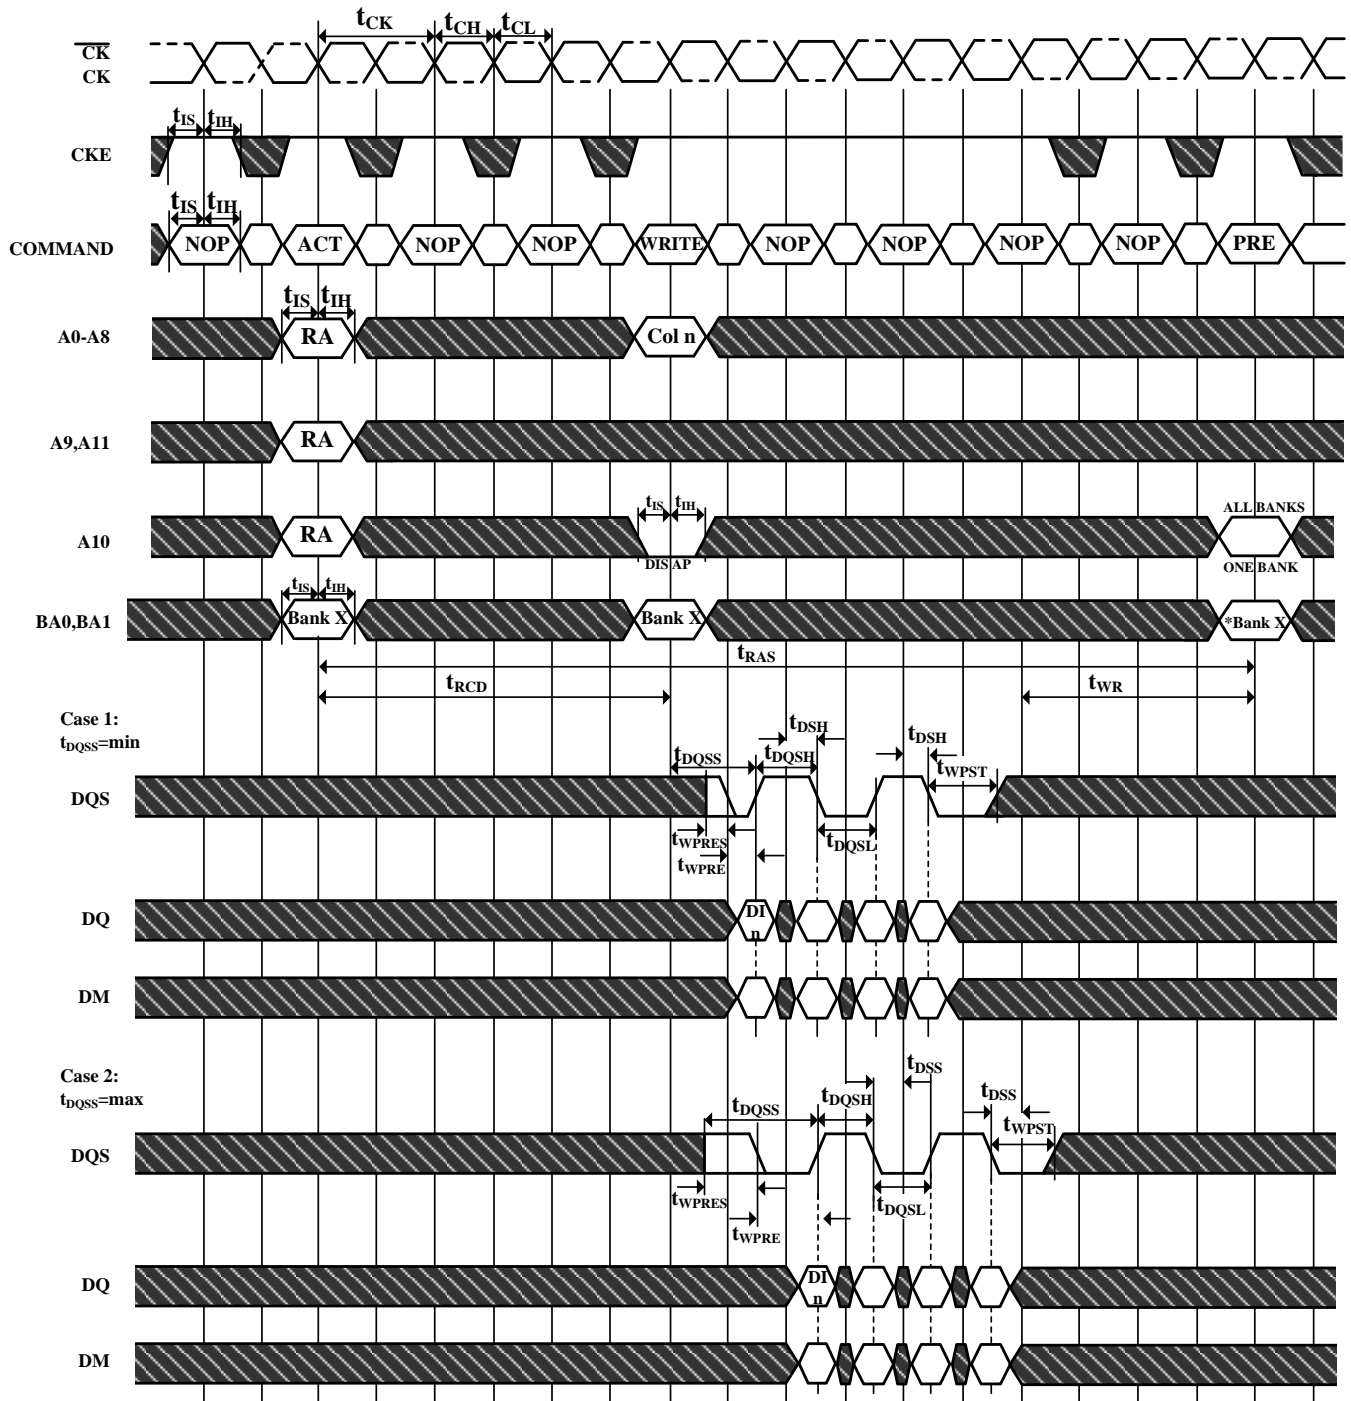 tCK tCH tCL
CK
CK
tIS tIH
CKE
tIS tIH
COMMAND NOP ACT NOP NOP WRITE NOP NOP NOP NOP PRE
tIS tIH
A0-A8 RA Col n
A9,A11 RA
tIS tIH ALL BANKS
A10 RA
DIS AP ONE BANK
tIS tIH
BA0,BA1 Bank X Bank X *Bank X
tRAS
tRCD tWR
Case 1:
tDQSS=min
tDSH tDSH
tDQSS tDQSH tWPST
DQS
tWPRES tDQSL
tWPRE
DQ DI
n
DM
Case 2:
tDQSS=max
tDSS tDSS
tDQSS tDQSH tWPST
DQS
tWPRES tDQSL
tWPRE
DQ DI
n
DM